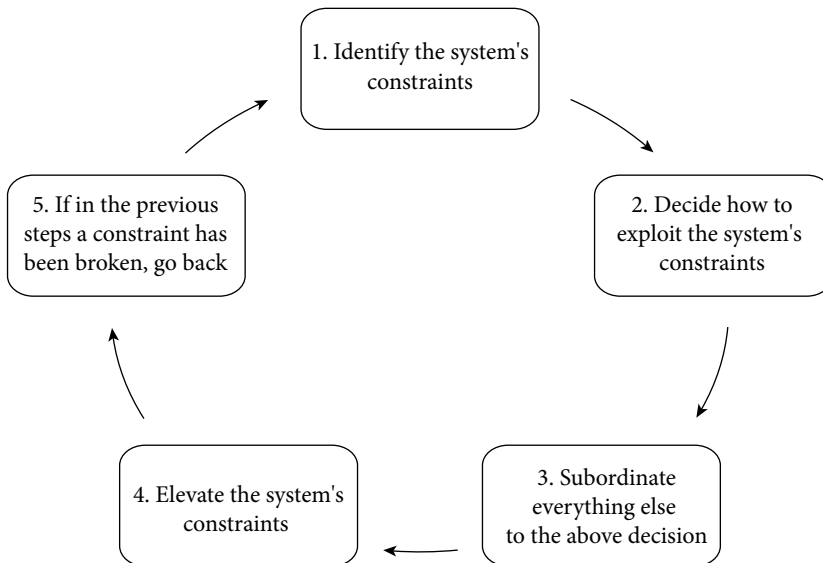 1. Identify the system's
constraints
2. Decide how to
exploit the system's
constraints
3. Subordinate
everything else
to the above decision
4. Elevate the system's
constraints
5. If in the previous
steps a constraint has
been broken, go back